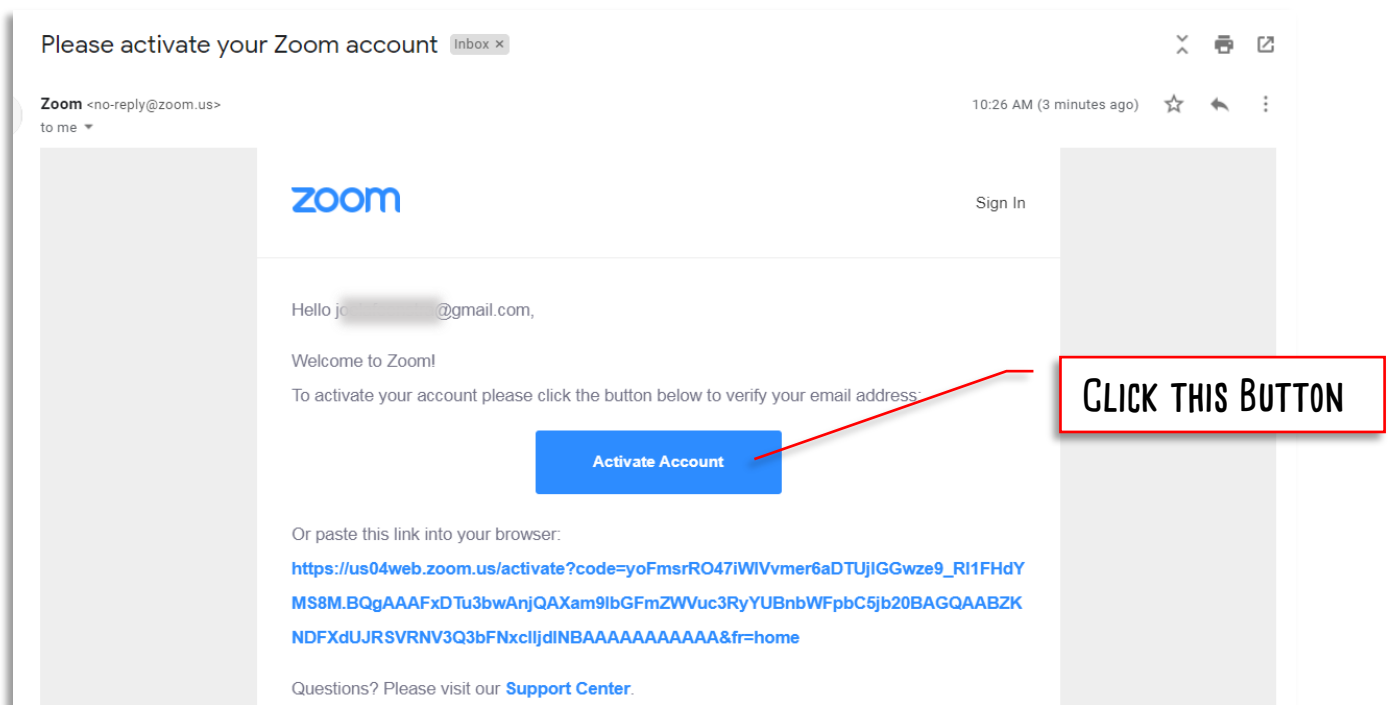 Please activate your Zoom account Inbox ×
Zoom <no-reply@zoom.us> 10:26 AM (3 minutes ago)
to me
zoom Sign In
Hello jo @gmail.com,
Welcome to Zoom!
To activate your account please click the button below to verify your email address:
Click this Button
Activate Account
Or paste this link into your browser:
https://us04web.zoom.us/activate?code=yoFmsrRO47iWlVvmer6aDTUjlGGwze9_Rl1FHdY
MS8M.BQgAAAFxDTu3bwAnjQAXam9lbGFmZWVuc3RyYUBnbWFpbC5jb20BAGQAABZK
NDFXdUJRSVRNV3Q3bFNxclljdlNBAAAAAAAAAAA&fr=home
Questions? Please visit our Support Center.